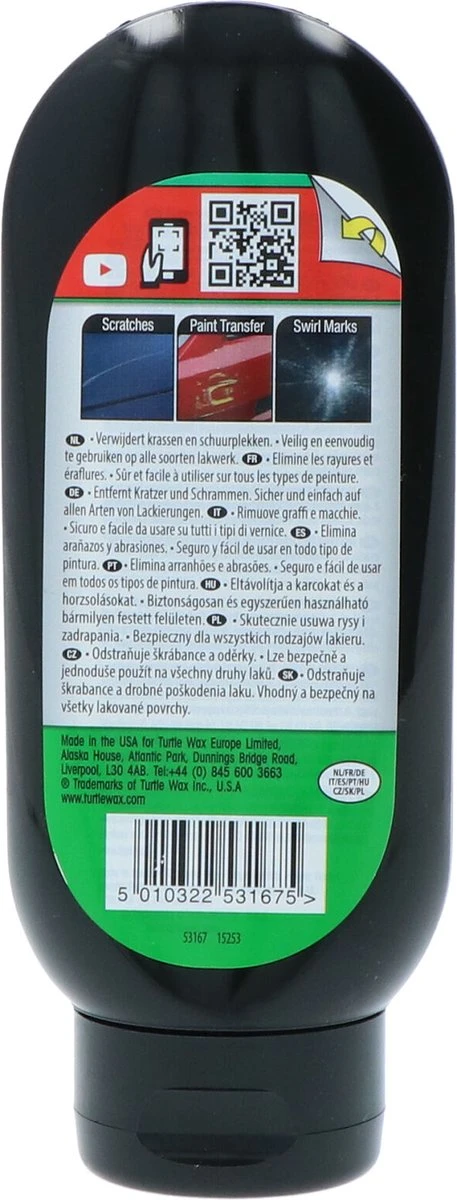 Scratches Paint Transfer Swirl Marks
NL • Verwijdert krassen en schuurplekken. • Veilig en eenvoudig
te gebruiken op alle soorten lakwerk. FR • Elimine les rayures et
éraflures. • Sûr et facile à utiliser sur tous les types de peinture.
DE • Entfernt Kratzer und Schrammen. Sicher und einfach auf
allen Arten von Lackierungen. IT • Rimuove graffi e macchie.
• Sicuro e facile da usare su tutti i tipi di vernice. ES • Elimina
arañazos y abrasiones. • Seguro y fácil de usar en todo tipo de
pintura. PT • Elimina arranhões e abrasões. • Seguro e fácil de usar
em todos os tipos de pintura. HU • Eltávolítja a karcokat és a
horzsolásokat. • Biztonságosan és egyszerűen használható
bármilyen festett felületen. PL • Skutecznie usuwa rysy i
zadrapania. • Bezpieczny dla wszystkich rodzajów lakieru.
CZ • Odstraňuje škrábance a oděrky. • Lze bezpečně a
jednoduše použít na všechny druhy laků. SK • Odstraňuje
škrabance a drobné poškodenia laku. Vhodný a bezpečný na
všetky lakované povrchy.
Made in the USA for Turtle Wax Europe Limited,
Alaska House, Atlantic Park, Dunnings Bridge Road,
Liverpool, L30 4AB. Tel:+44 (0) 845 600 3663
® Trademarks of Turtle Wax Inc., U.S.A
www.turtlewax.com
NL/FR/DE
IT/ES/PT/HU
CZ/SK/PL
5 010322 531675 >
53167 15253